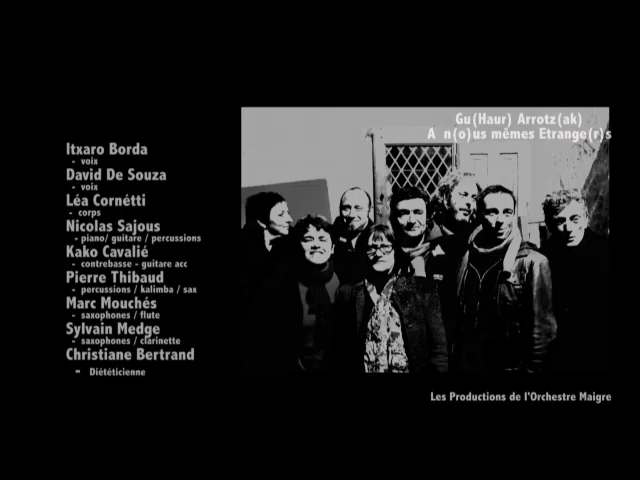 Gu(Haur) Arrotz(ak)
A n(o)us mêmes Etrange(r)s
Itxaro Borda
- voix
David De Souza
- voix
Léa Cornétti
- corps
Nicolas Sajous
- piano/ guitare / percussions
Kako Cavalié
- contrebasse - guitare acc
Pierre Thibaud
- percussions / kalimba / sax
Marc Mouchés
- saxophones / flute
Sylvain Medge
- saxophones / clarinette
Christiane Bertrand
- Diététicienne
Les Productions de l'Orchestre Maigre